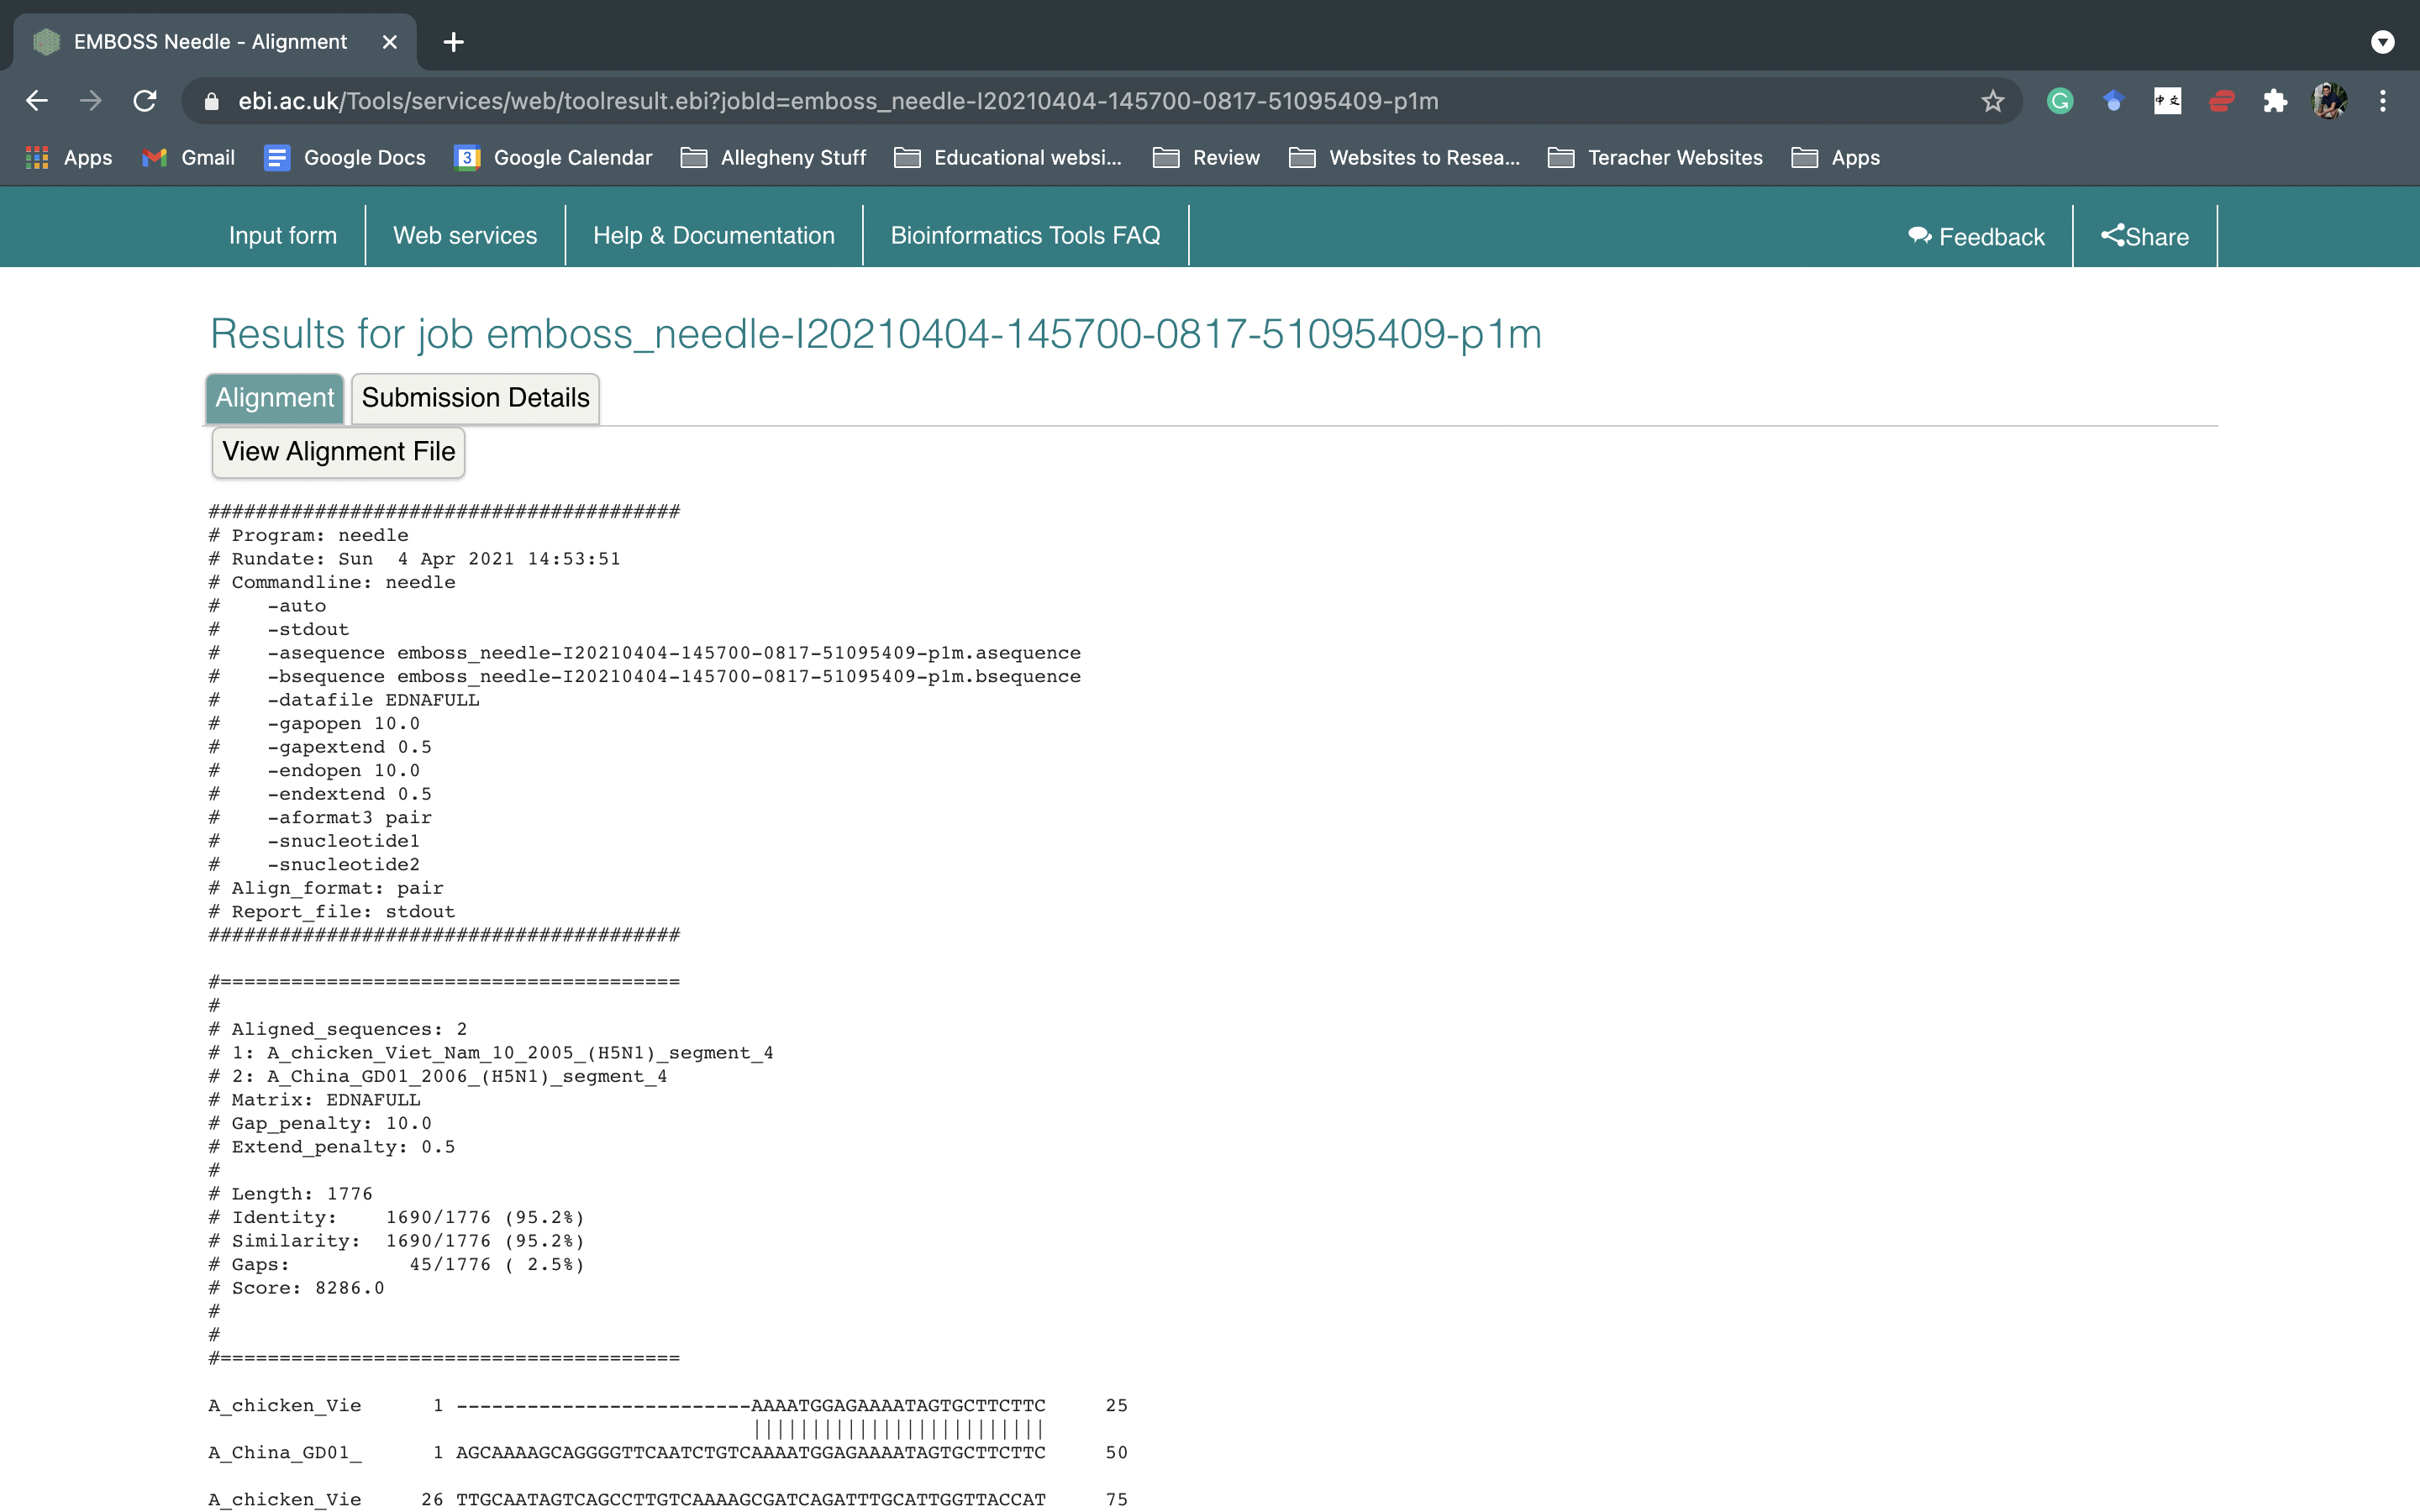 EMBOSS Needle - Alignment
ebi.ac.uk/Tools/services/web/toolresult.ebi?jobId=emboss_needle-I20210404-145700-0817-51095409-p1m
中 文
Apps Gmail 3 Google Calendar Google Docs Allegheny Stuff Educational websi... Review Websites to Resea... Teracher Websites Apps
Input form Web services Help & Documentation Bioinformatics Tools FAQ Feedback Share
Results for job emboss_needle-I20210404-145700-0817-51095409-p1m
Alignment Submission Details
View Alignment File
########################################
# Program: needle
# Rundate: Sun  4 Apr 2021 14:53:51
# Commandline: needle
#    -auto
#    -stdout
#    -asequence emboss_needle-I20210404-145700-0817-51095409-p1m.asequence
#    -bsequence emboss_needle-I20210404-145700-0817-51095409-p1m.bsequence
#    -datafile EDNAFULL
#    -gapopen 10.0
#    -gapextend 0.5
#    -endopen 10.0
#    -endextend 0.5
#    -aformat3 pair
#    -snucleotide1
#    -snucleotide2
# Align_format: pair
# Report_file: stdout
########################################
#=======================================
#
# Aligned_sequences: 2
# 1: A_chicken_Viet_Nam_10_2005_(H5N1)_segment_4
# 2: A_China_GD01_2006_(H5N1)_segment_4
# Matrix: EDNAFULL
# Gap_penalty: 10.0
# Extend_penalty: 0.5
#
# Length: 1776
# Identity:    1690/1776 (95.2%)
# Similarity:  1690/1776 (95.2%)
# Gaps:          45/1776 ( 2.5%)
# Score: 8286.0
#
#
#=======================================
A_chicken_Vie      1 -------------------------AAAATGGAGAAAATAGTGCTTCTTC     25
|||||||||||||||||||||||||
A_China_GD01_      1 AGCAAAAGCAGGGGTTCAATCTGTCAAAATGGAGAAAATAGTGCTTCTTC     50
A_chicken_Vie     26 TTGCAATAGTCAGCCTTGTCAAAAGCGATCAGATTTGCATTGGTTACCAT     75